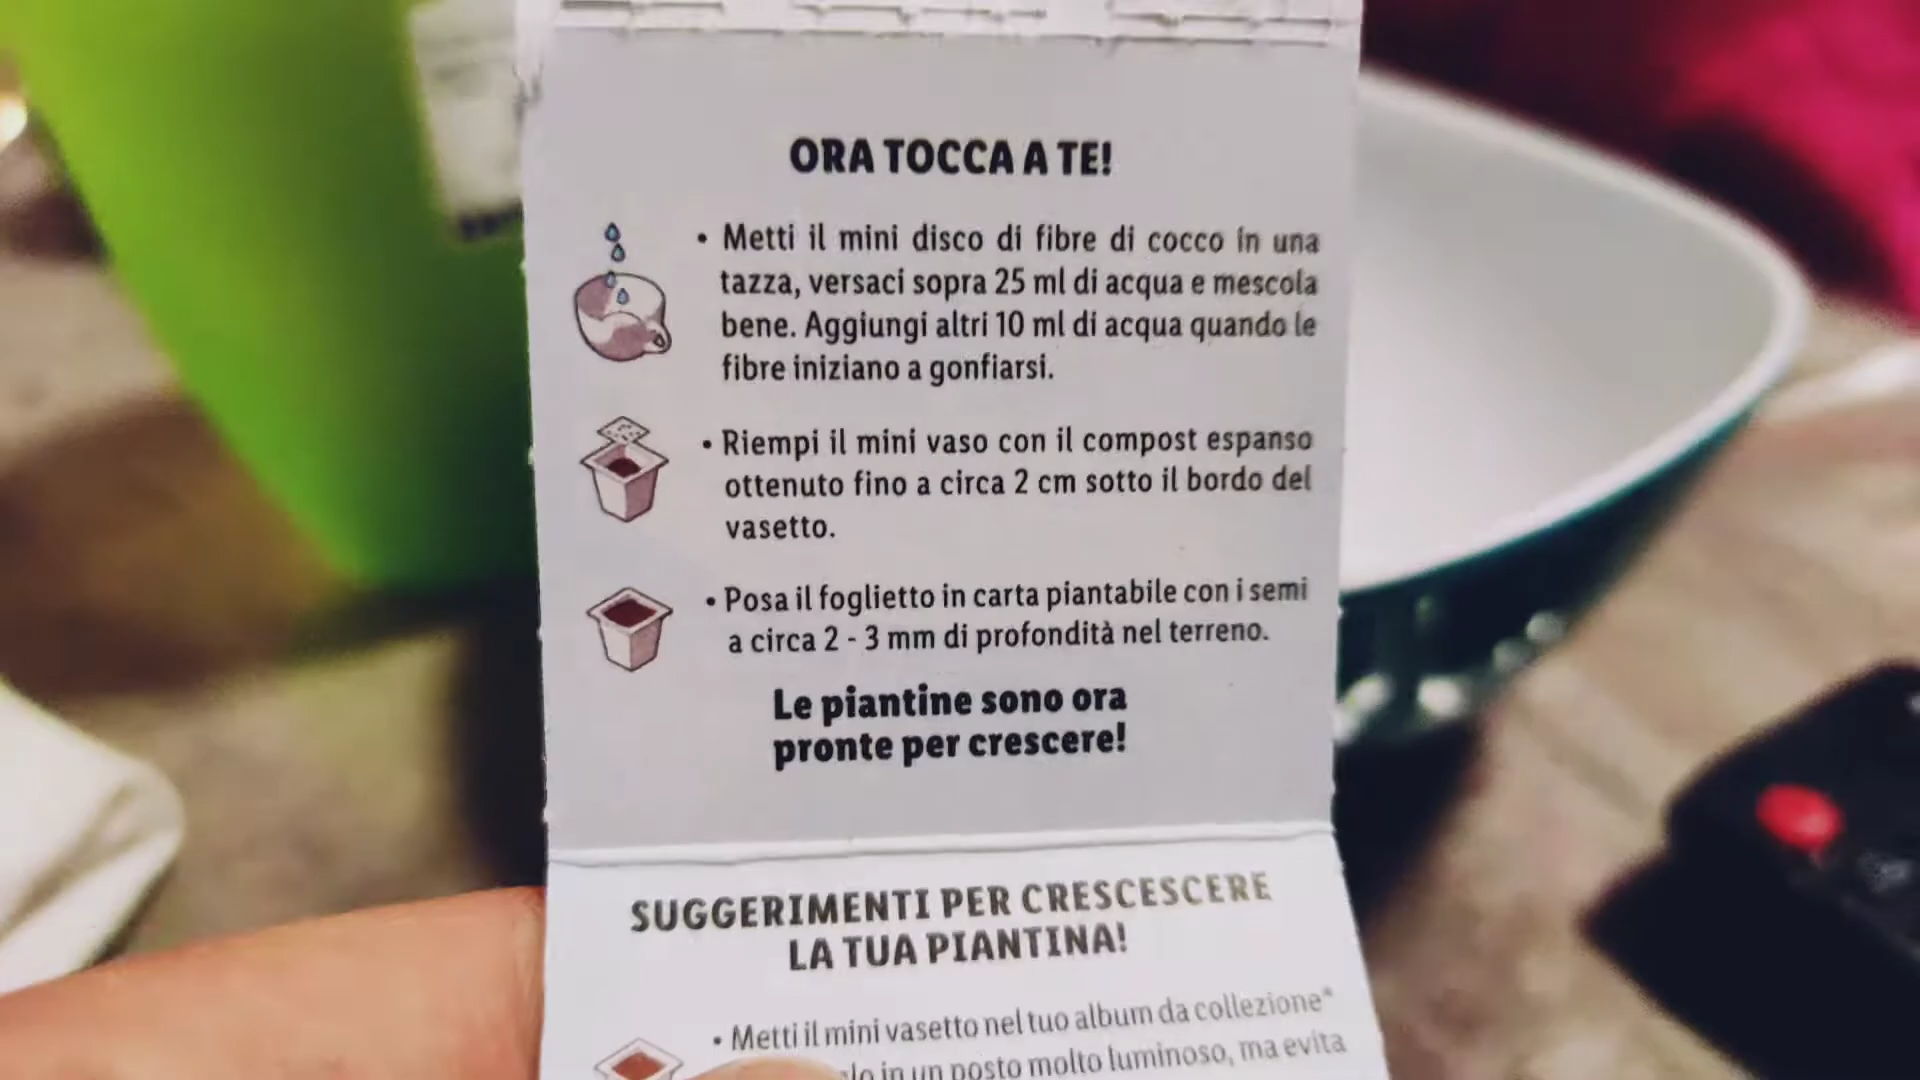 ORA TOCCA A TE!
• Metti il mini disco di fibre di cocco in una
tazza, versaci sopra 25 ml di acqua e mescola
bene. Aggiungi altri 10 ml di acqua quando le
fibre iniziano a gonfiarsi.
• Riempi il mini vaso con il compost espanso
ottenuto fino a circa 2 cm sotto il bordo del
vasetto.
• Posa il foglietto in carta piantabile con i semi
a circa 2 - 3 mm di profondità nel terreno.
Le piantine sono ora
pronte per crescere!
SUGGERIMENTI PER CRESCESCERE
LA TUA PIANTINA!
• Metti il mini vasetto nel tuo album da collezione*
in un posto molto luminoso, ma evita